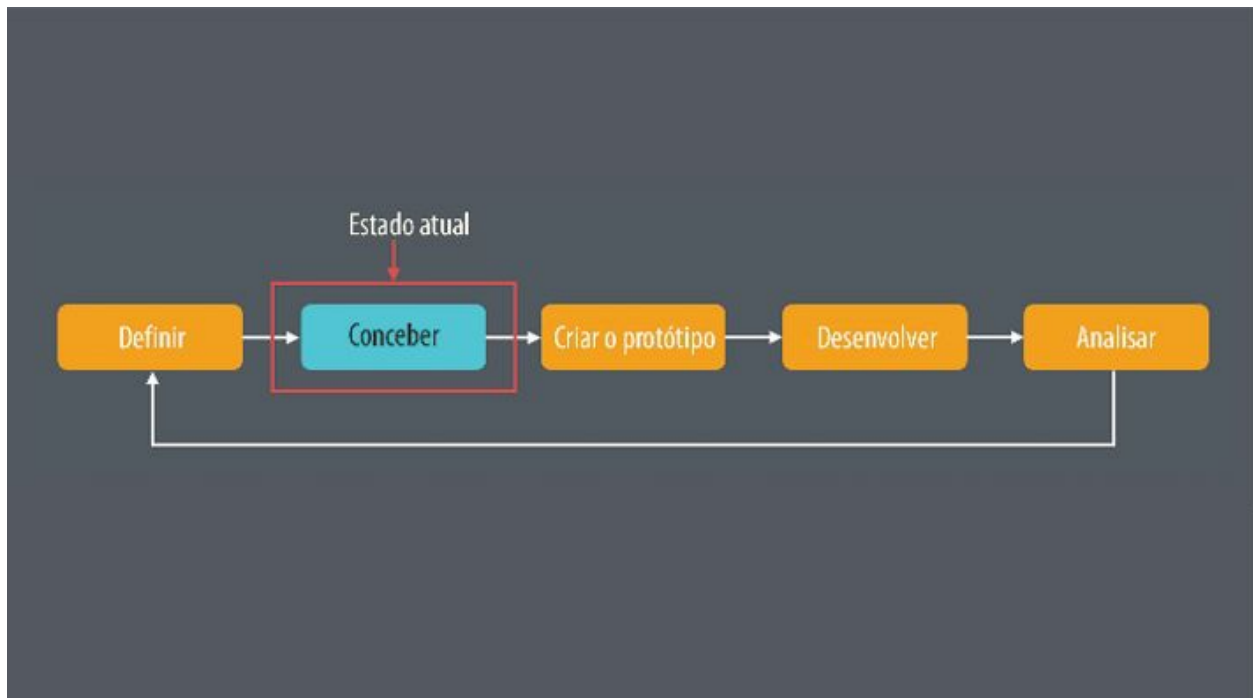 Estado atual
Definir
Conceber
Criar o protótipo
Desenvolver
Analisar